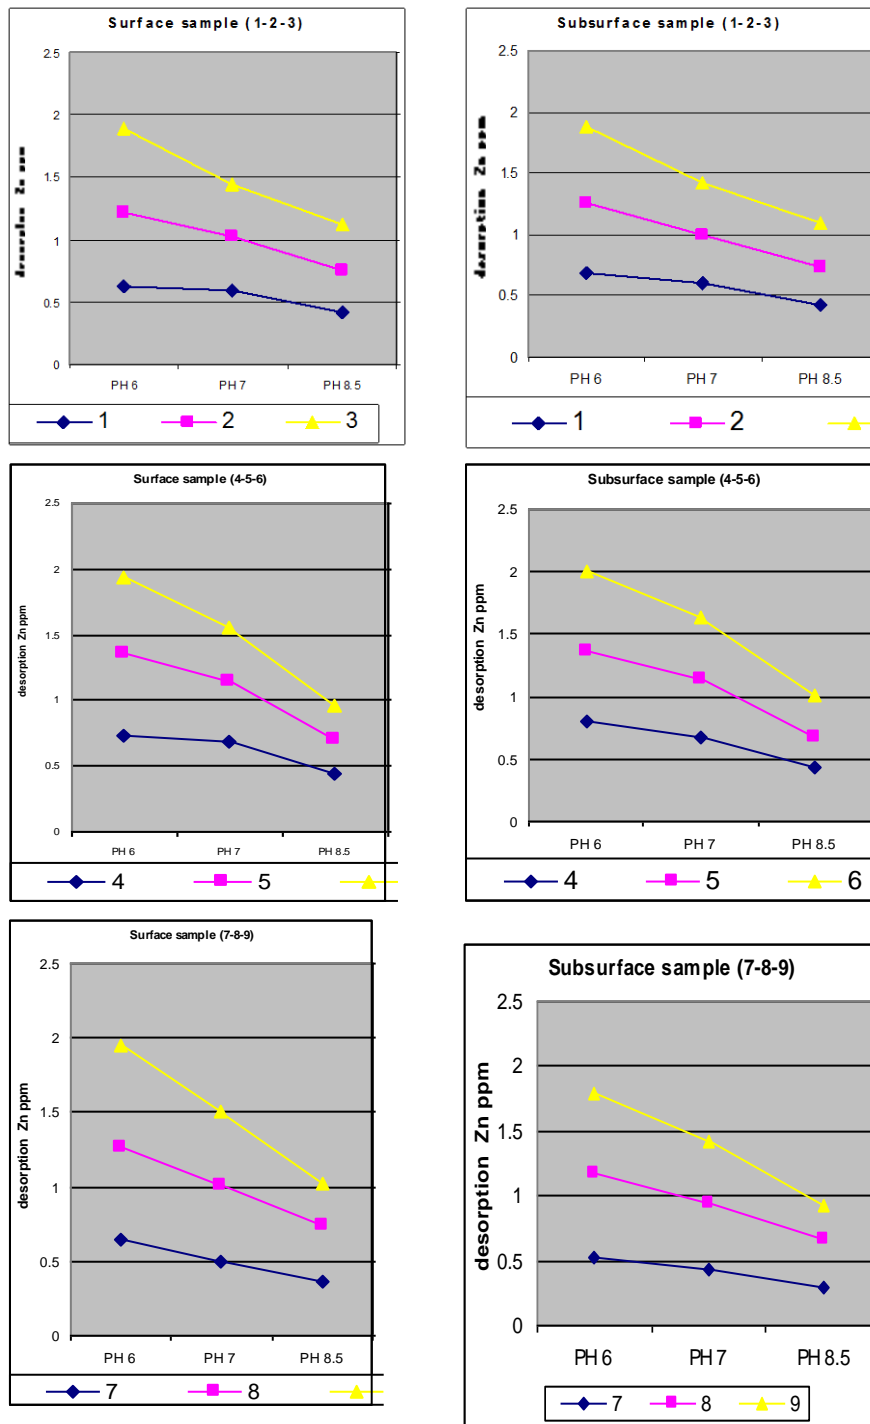 Surface sample (1-2-3)
2.5
2
1.5
1
0.5
0
desorption Zn ppm
PH 6 PH 7 PH 8.5
1 2 3
Subsurface sample (1-2-3)
2.5
2
1.5
1
0.5
0
desorption Zn ppm
PH 6 PH 7 PH 8.5
1 2
Surface sample (4-5-6)
2.5
2
1.5
1
0.5
0
desorption Zn ppm
PH 6 PH 7 PH 8.5
4 5
Subsurface sample (4-5-6)
2.5
2
1.5
1
0.5
0
desorption Zn ppm
PH 6 PH 7 PH 8.5
4 5 6
Surface sample (7-8-9)
2.5
2
1.5
1
0.5
0
desorption Zn ppm
PH 6 PH 7 PH 8.5
7 8
Subsurface sample (7-8-9)
2.5
2
1.5
1
0.5
0
desorption Zn ppm
PH 6 PH 7 PH 8.5
7 8 9